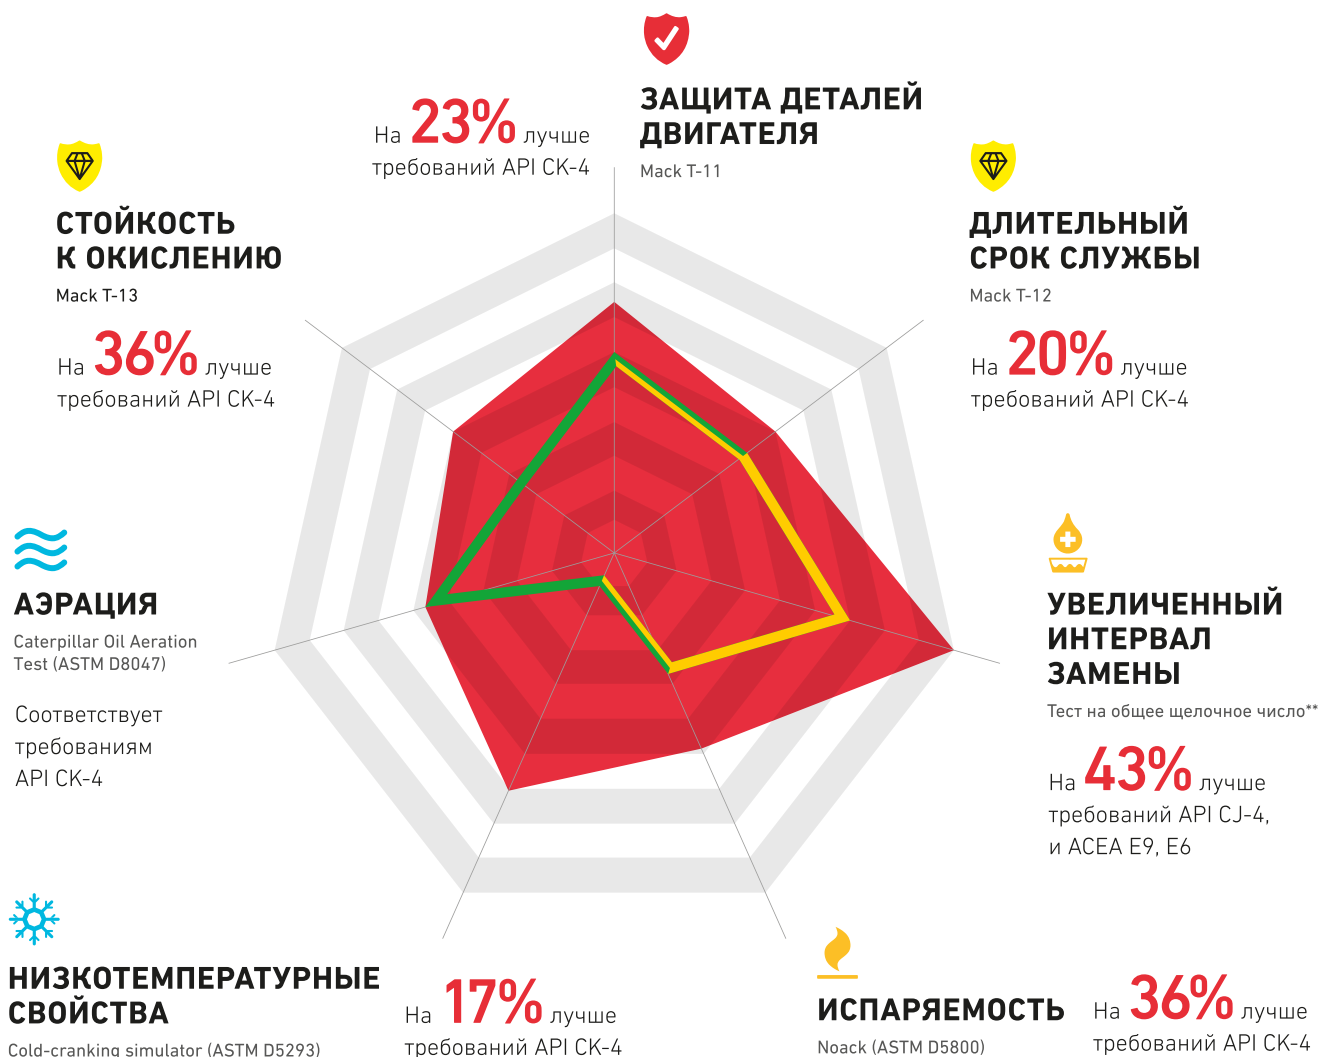 ЗАЩИТА ДЕТАЛЕЙ
ДВИГАТЕЛЯ
Mack T-11
На 23% лучше
требований API CK-4
СТОЙКОСТЬ
К ОКИСЛЕНИЮ
Mack T-13
На 36% лучше
требований API CK-4
ДЛИТЕЛЬНЫЙ
СРОК СЛУЖБЫ
Mack T-12
На 20% лучше
требований API CK-4
АЭРАЦИЯ
Caterpillar Oil Aeration
Test (ASTM D8047)
Соответствует
требованиям
API CK-4
УВЕЛИЧЕННЫЙ
ИНТЕРВАЛ
ЗАМЕНЫ
Тест на общее щелочное число**
На 43% лучше
требований API CJ-4,
и ACEA E9, E6
НИЗКОТЕМПЕРАТУРНЫЕ
СВОЙСТВА
Cold-cranking simulator (ASTM D5293)
На 17% лучше
требований API CK-4
ИСПАРЯЕМОСТЬ
Noack (ASTM D5800)
На 36% лучше
требований API CK-4